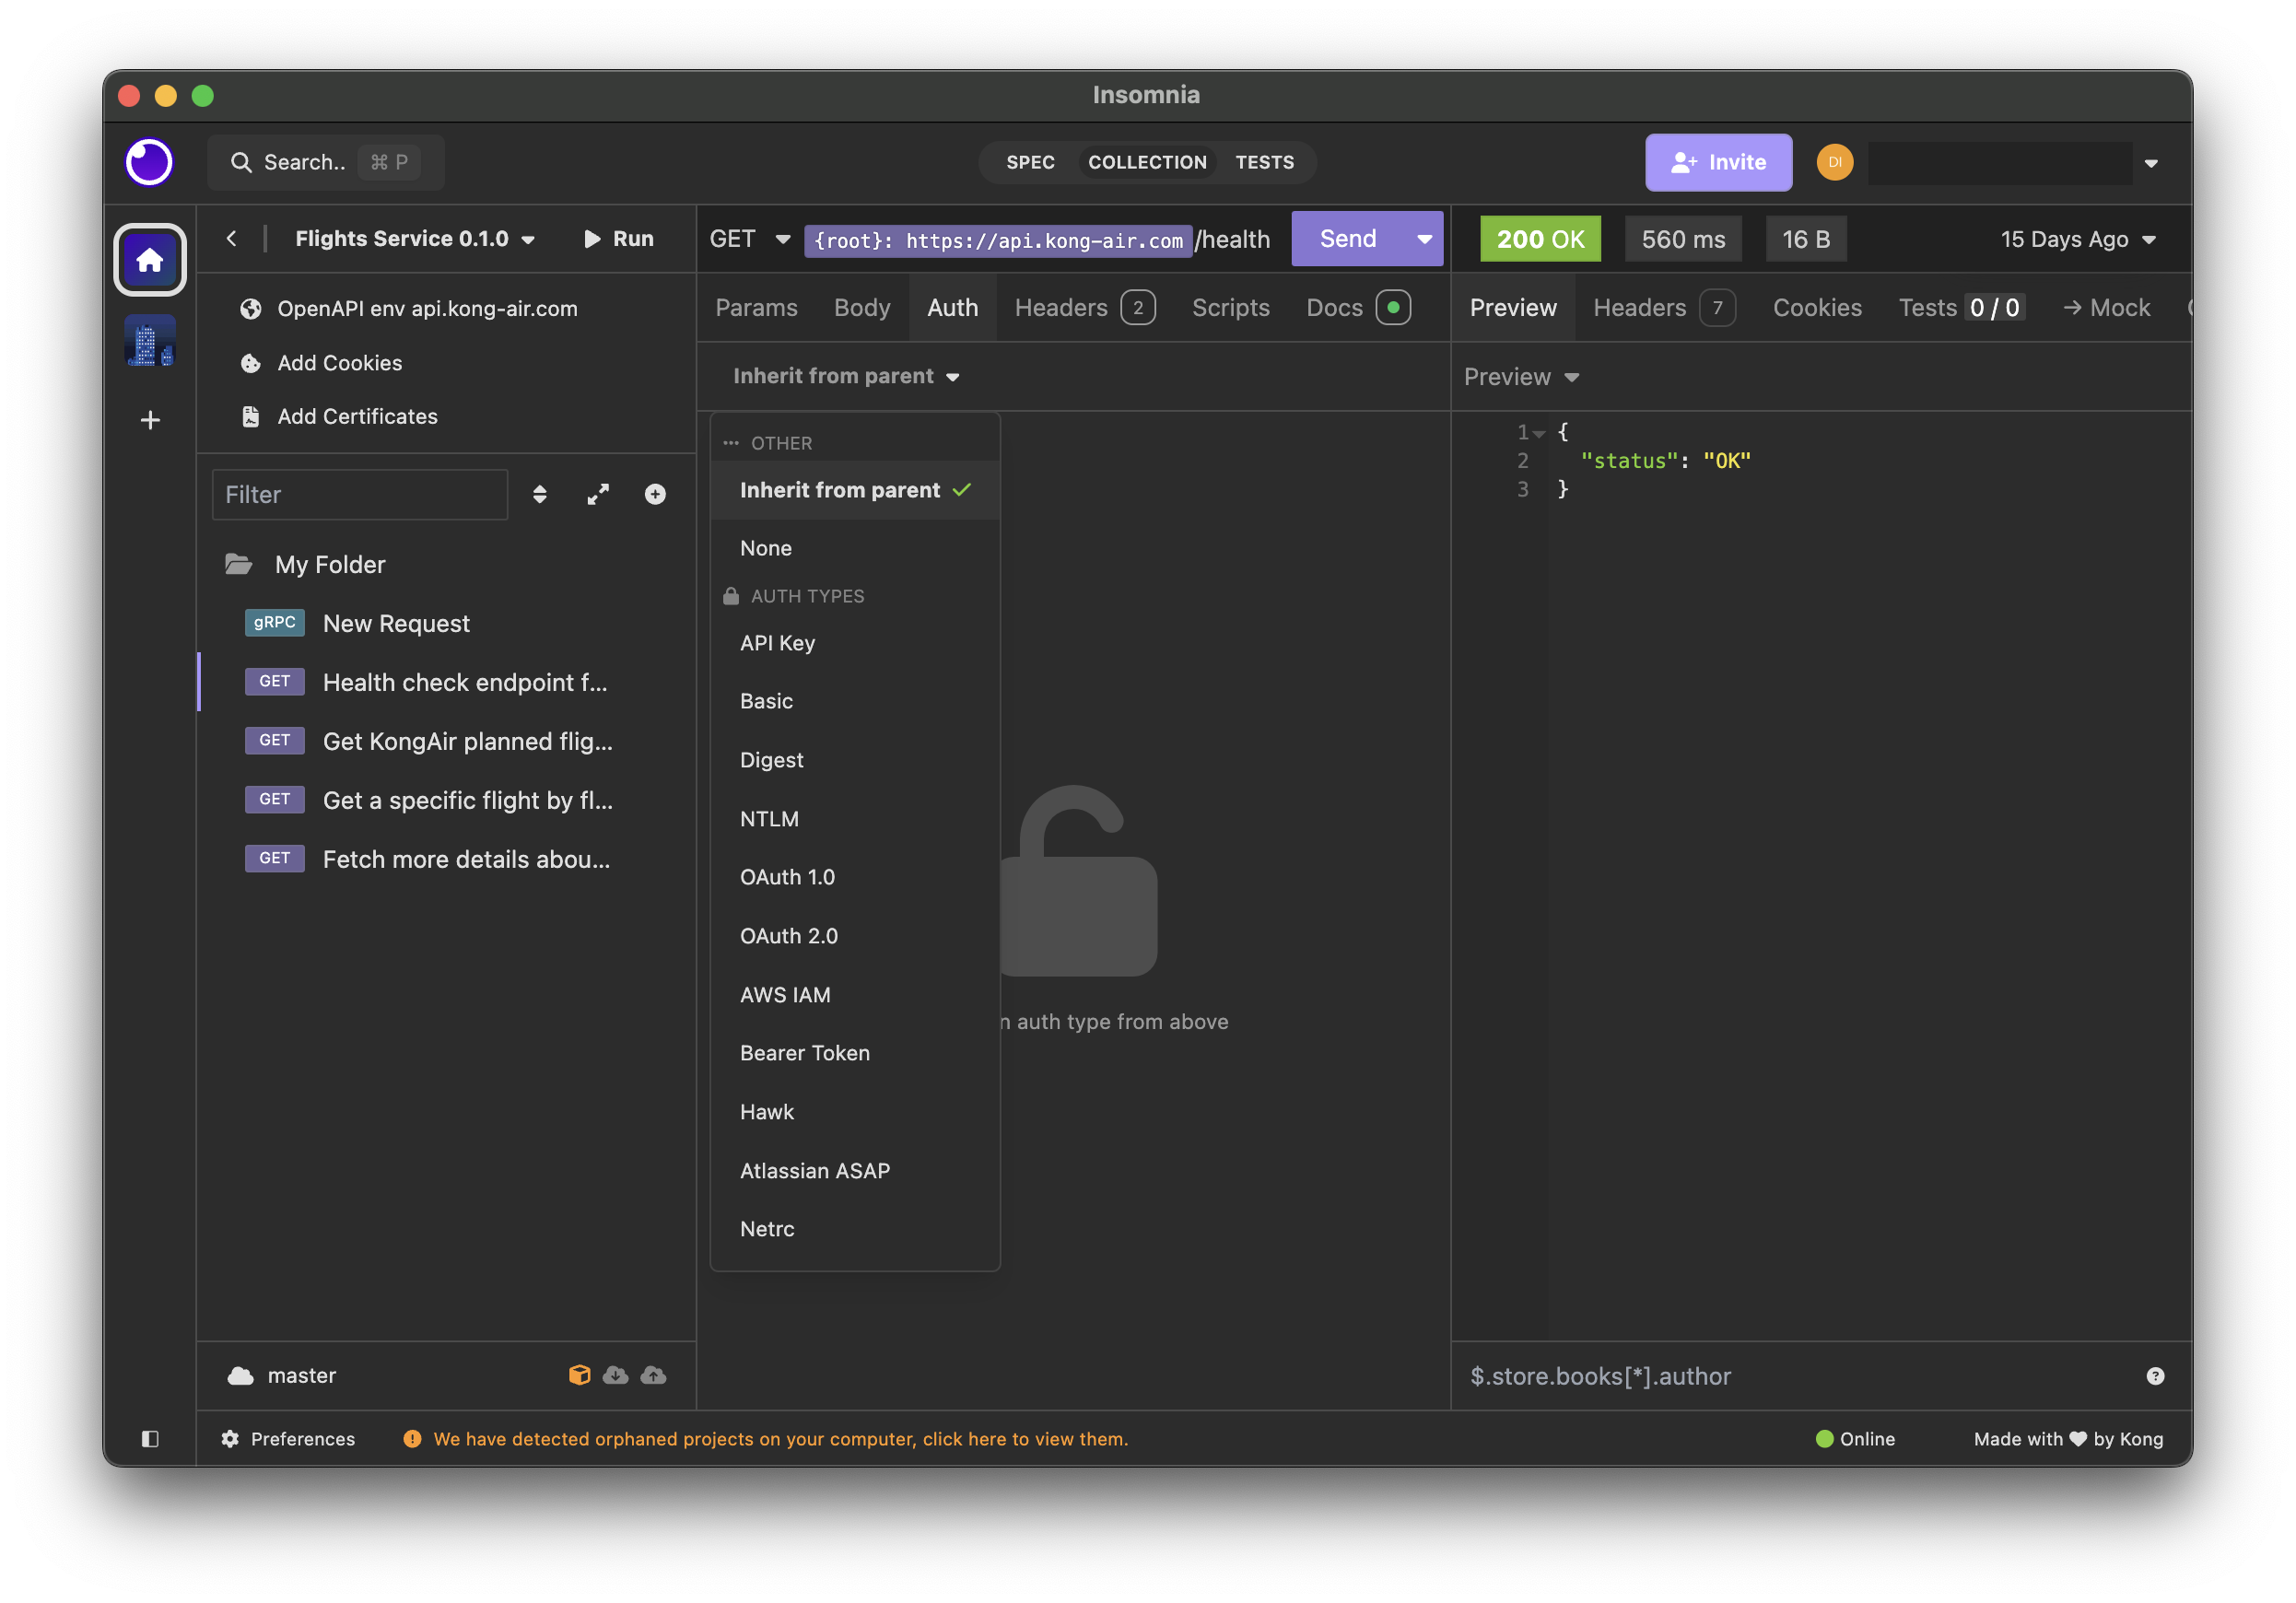 Insomnia
Search.. ⌘ P
SPEC COLLECTION TESTS
Invite
DI
Flights Service 0.1.0
Run
OpenAPI env api.kong-air.com
Add Cookies
Add Certificates
Filter
My Folder
gRPC New Request
GET Health check endpoint f...
GET Get KongAir planned flig...
GET Get a specific flight by fl...
GET Fetch more details abou...
master
GET {root}: https://api.kong-air.com/health
Send
Params Body Auth Headers 2 Scripts Docs
Inherit from parent
OTHER
Inherit from parent
None
AUTH TYPES
API Key
Basic
Digest
NTLM
OAuth 1.0
OAuth 2.0
AWS IAM
Bearer Token
Hawk
Atlassian ASAP
Netrc
auth type from above
200 OK 560 ms 16 B 15 Days Ago
Preview Headers 7 Cookies Tests 0 / 0 → Mock
Preview
1 {
2 "status": "OK"
3 }
$.store.books[*].author
Preferences
We have detected orphaned projects on your computer, click here to view them.
Online
Made with ♥ by Kong